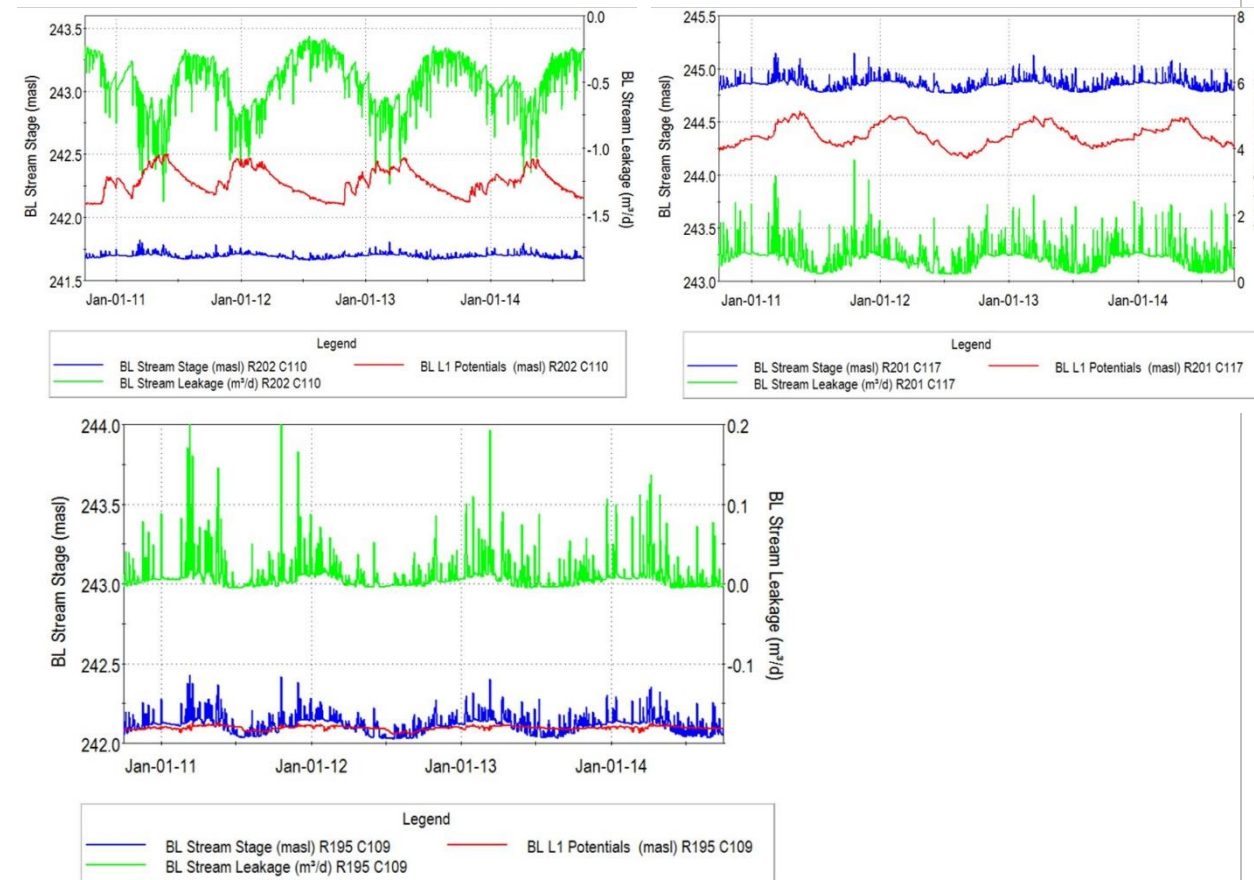 BL Stream Stage (masl)
243.5
243.0
242.5
242.0
241.5
0.0
-0.5
-1.0
-1.5
BL Stream Leakage (m³/d)
Jan-01-11 Jan-01-12 Jan-01-13 Jan-01-14
Legend
BL Stream Stage (masl) R202 C110 BL L1 Potentials (masl) R202 C110
BL Stream Leakage (m³/d) R202 C110
BL Stream Stage (masl)
245.5
245.0
244.5
244.0
243.5
243.0
8
6
4
2
0
Jan-01-11 Jan-01-12 Jan-01-13 Jan-01-14
Legend
BL Stream Stage (masl) R201 C117 BL L1 Potentials (masl) R201 C117
BL Stream Leakage (m³/d) R201 C117
BL Stream Stage (masl)
244.0
243.5
243.0
242.5
242.0
0.2
0.1
0.0
-0.1
BL Stream Leakage (m³/d)
Jan-01-11 Jan-01-12 Jan-01-13 Jan-01-14
Legend
BL Stream Stage (masl) R195 C109 BL L1 Potentials (masl) R195 C109
BL Stream Leakage (m³/d) R195 C109